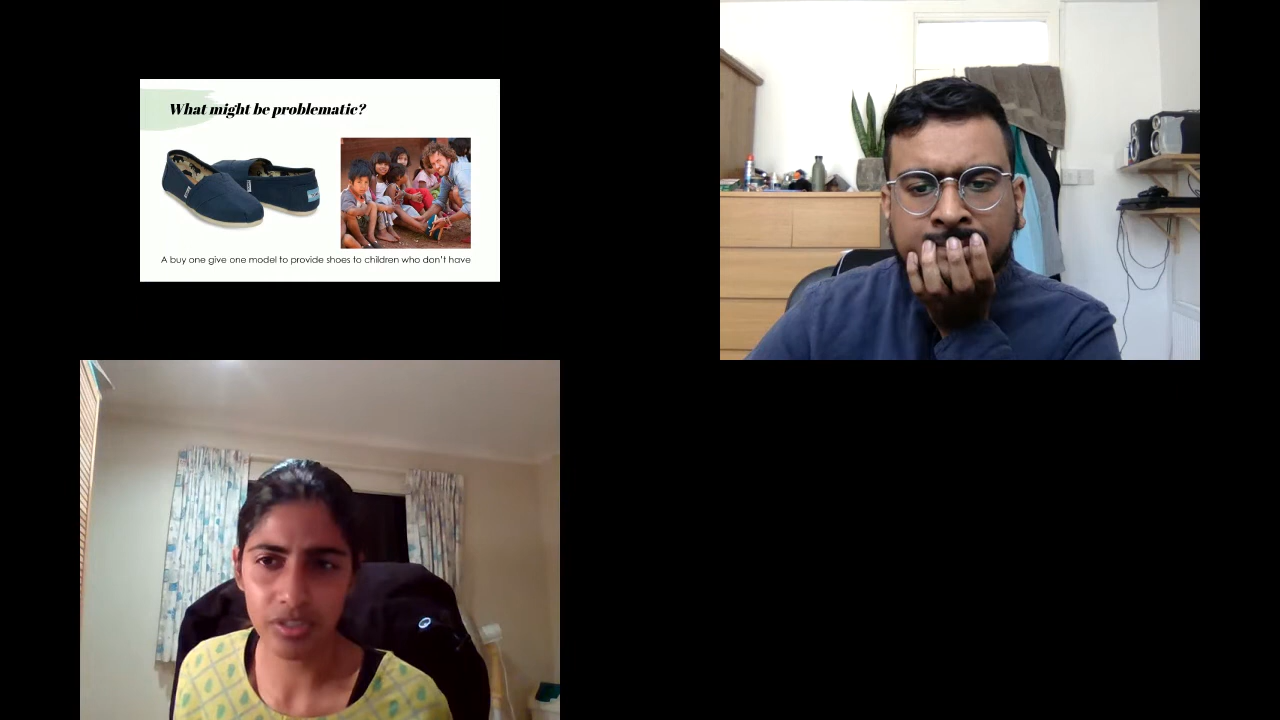 What might be problematic?
A buy one give one model to provide shoes to children who don't have